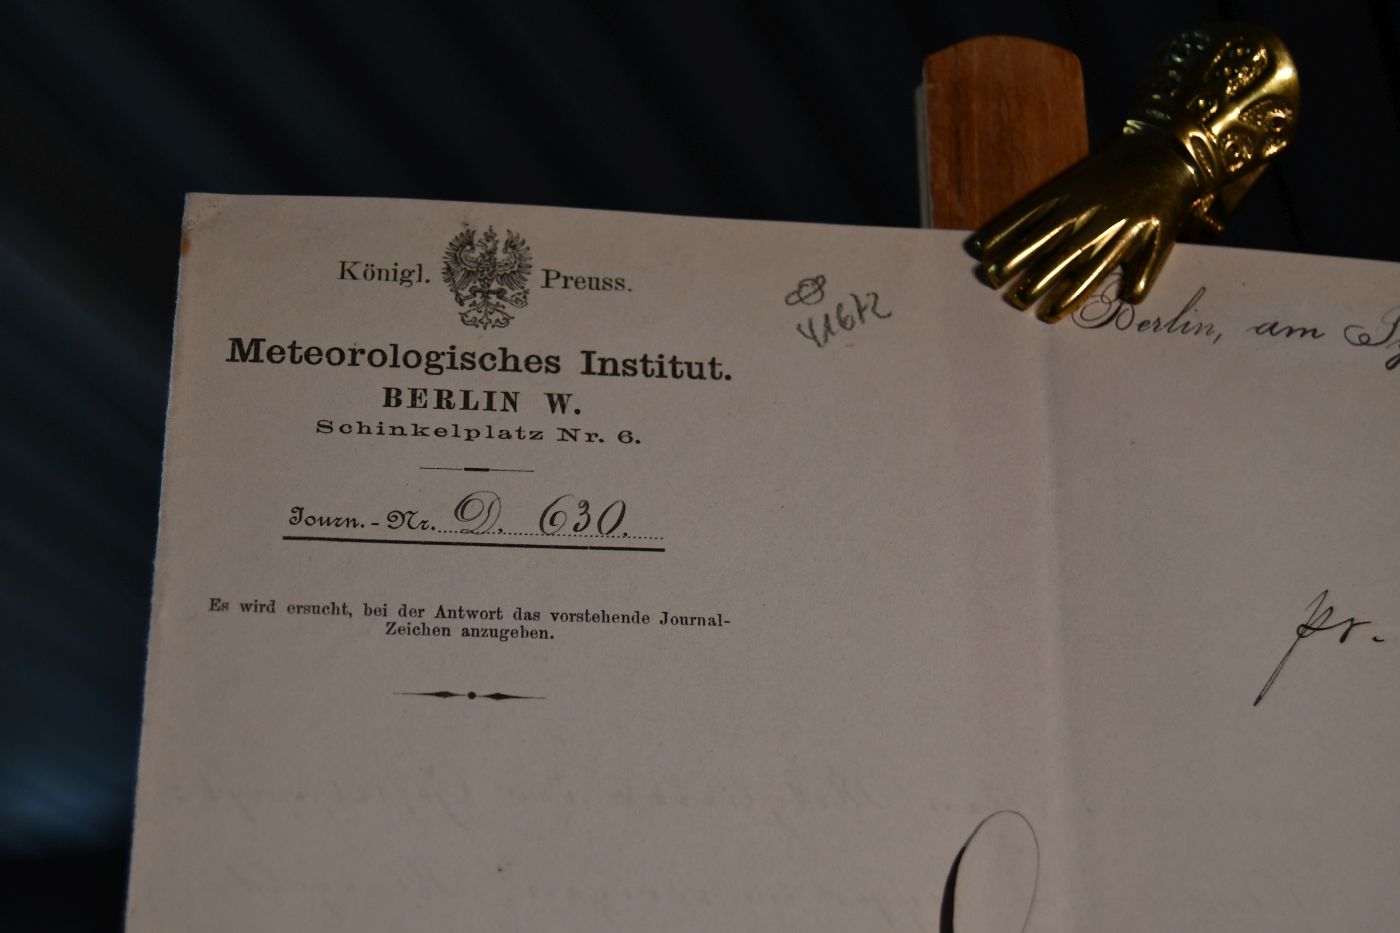 Königl. Preuss.
Meteorologisches Institut.
BERLIN W.
Schinkelplatz Nr. 6.
Journ.-Nr. D. 630.
Es wird ersucht, bei der Antwort das vorstehende Journal-
Zeichen anzugeben.
Berlin, am
pr.